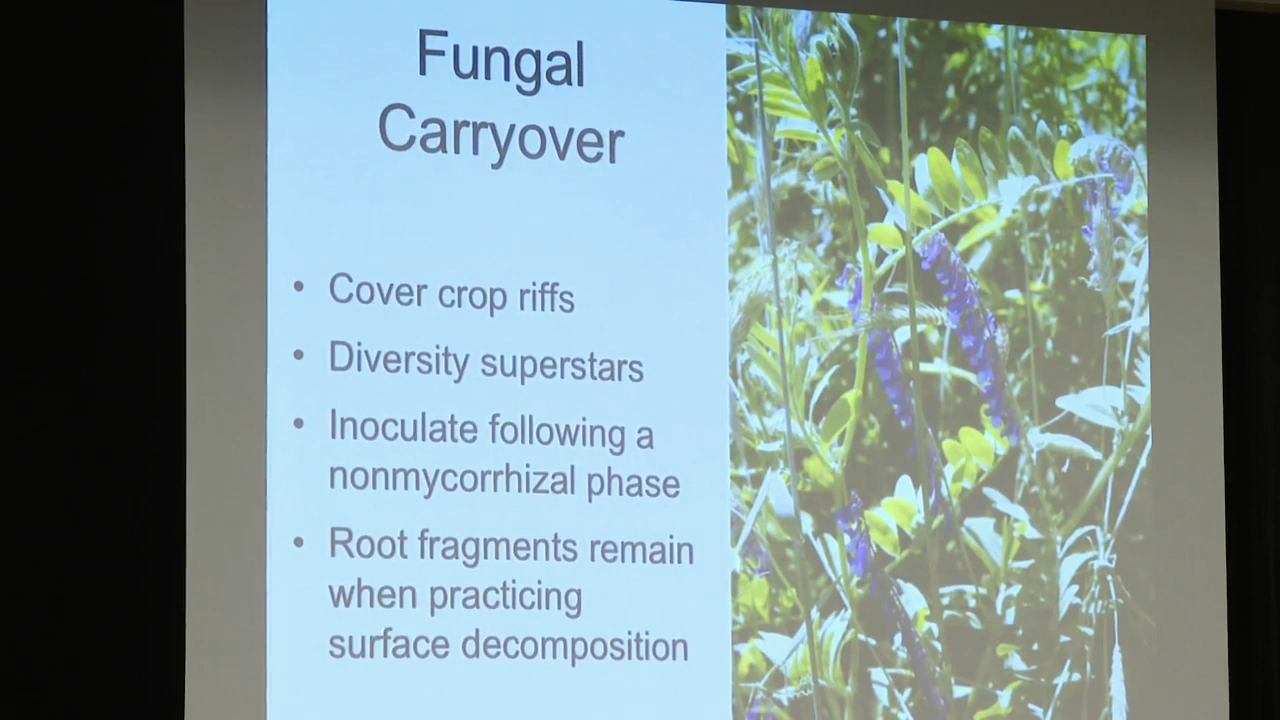 Fungal
Carryover
• Cover crop riffs
• Diversity superstars
• Inoculate following a
nonmycorrhizal phase
• Root fragments remain
when practicing
surface decomposition